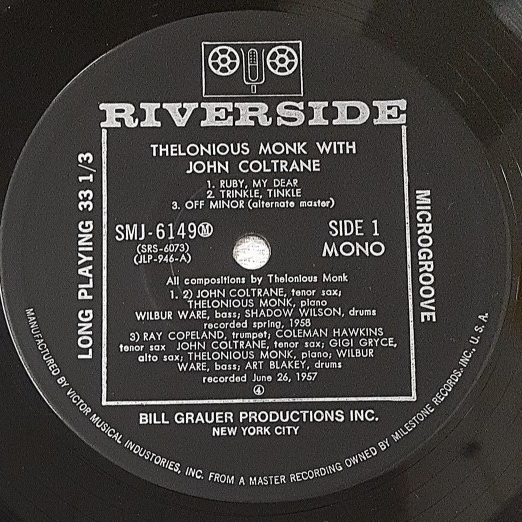 RIVERSIDE
THELONIOUS MONK WITH
JOHN COLTRANE
1. RUBY, MY DEAR
2. TRINKLE, TINKLE
3. OFF MINOR (alternate master)
SMJ-6149Ⓜ
(SRS-6073)
(JLP-946-A)
SIDE 1
MONO
LONG PLAYING 33 1/3
MICROGROOVE
All compositions by Thelonious Monk
1. 2) JOHN COLTRANE, tenor sax;
THELONIOUS MONK, piano
WILBUR WARE, bass; SHADOW WILSON, drums
recorded spring, 1958
3) RAY COPELAND, trumpet; COLEMAN HAWKINS
tenor sax JOHN COLTRANE, tenor sax; GIGI GRYCE,
alto sax; THELONIOUS MONK, piano; WILBUR
WARE, bass; ART BLAKEY, drums
recorded June 26, 1957
④
BILL GRAUER PRODUCTIONS INC.
NEW YORK CITY
MANUFACTURED BY VICTOR MUSICAL INDUSTORIES, INC. FROM A MASTER RECORDING OWNED BY MILESTONE RECORDS, INC., U. S. A.